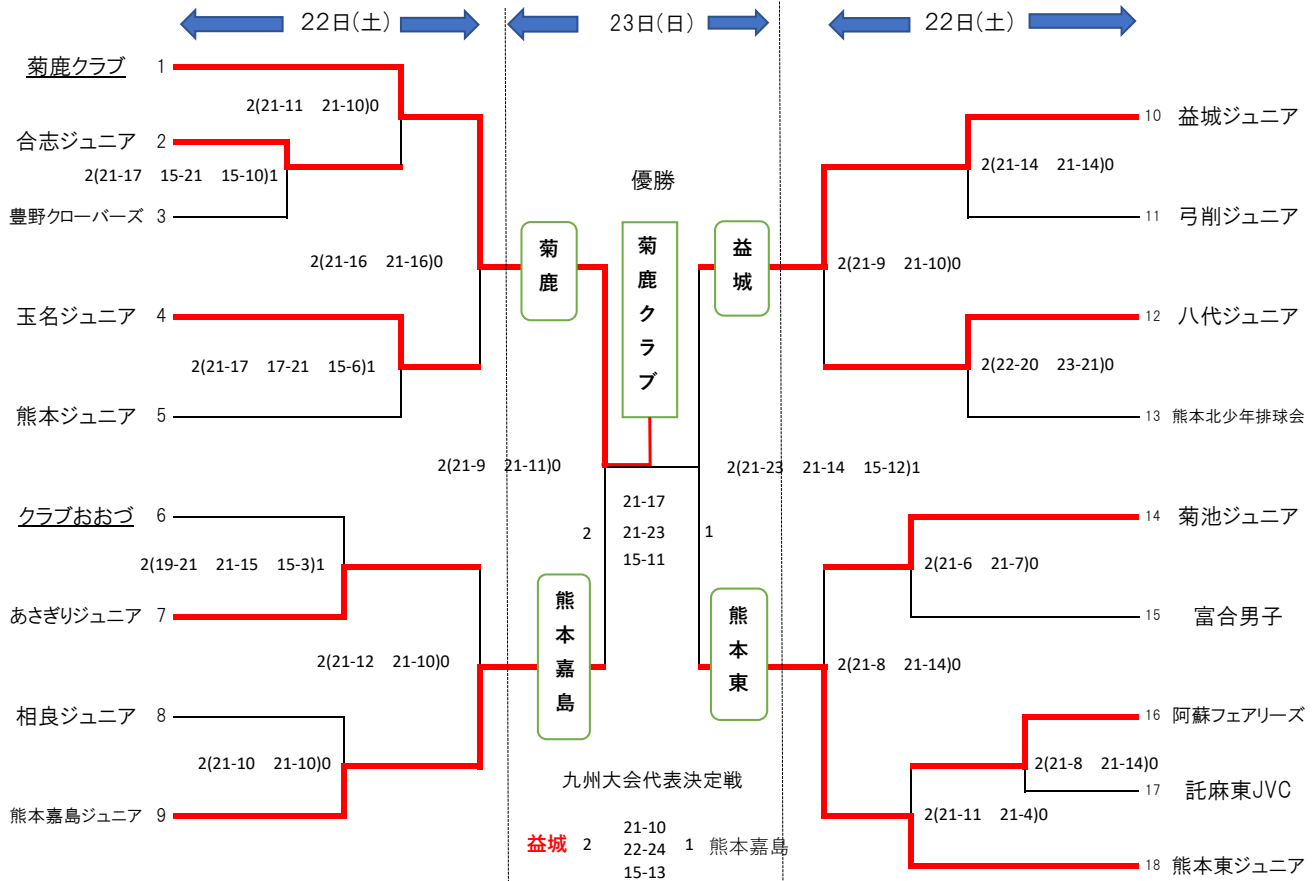 22日(土)
23日(日)
22日(土)
菊鹿クラブ 1
2(21-11 21-10)0
合志ジュニア 2
2(21-17 15-21 15-10)1
豊野クローバーズ 3
2(21-16 21-16)0
玉名ジュニア 4
2(21-17 17-21 15-6)1
熊本ジュニア 5
2(21-9 21-11)0
クラブおおづ 6
2(19-21 21-15 15-3)1
あさぎりジュニア 7
2(21-12 21-10)0
相良ジュニア 8
2(21-10 21-10)0
熊本嘉島ジュニア 9
優勝
菊鹿クラブ
菊鹿
益城
21-17
2 21-23 1
15-11
熊本嘉島
熊本東
九州大会代表決定戦
21-10
益城 2 22-24 1 熊本嘉島
15-13
10 益城ジュニア
2(21-14 21-14)0
11 弓削ジュニア
2(21-9 21-10)0
12 八代ジュニア
2(22-20 23-21)0
13 熊本北少年排球会
2(21-23 21-14 15-12)1
14 菊池ジュニア
2(21-6 21-7)0
15 富合男子
2(21-8 21-14)0
16 阿蘇フェアリーズ
2(21-8 21-14)0
17 託麻東JVC
2(21-11 21-4)0
18 熊本東ジュニア